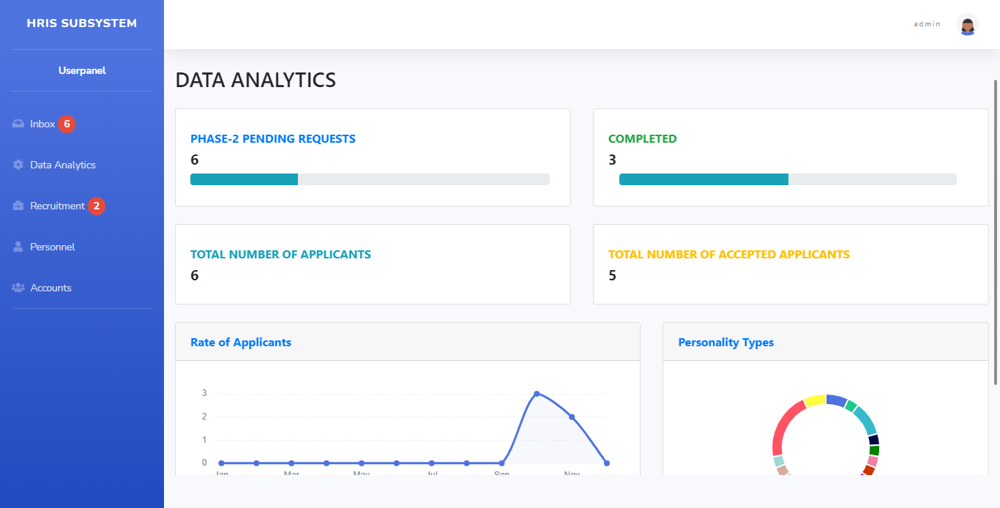 HRIS SUBSYSTEM
Userpanel
Inbox 6
Data Analytics
Recruitment 2
Personnel
Accounts
admin
DATA ANALYTICS
PHASE-2 PENDING REQUESTS
6
COMPLETED
3
TOTAL NUMBER OF APPLICANTS
6
TOTAL NUMBER OF ACCEPTED APPLICANTS
5
Rate of Applicants
3
2
1
0
Jan Mar May Jul Sep Nov
Personality Types